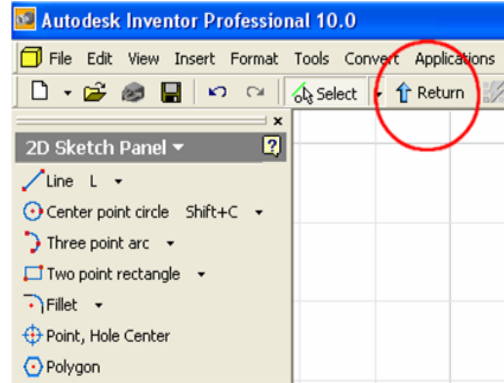 Autodesk Inventor Professional 10.0
File Edit View Insert Format Tools Convert Applications
Select Return
2D Sketch Panel
Line L
Center point circle Shift+C
Three point arc
Two point rectangle
Fillet
Point, Hole Center
Polygon